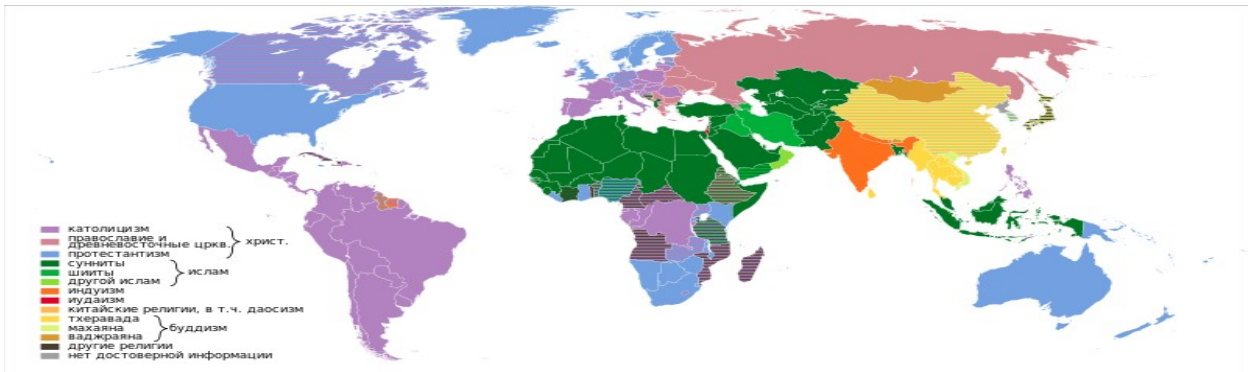 католицизм
православие и
древневосточные цркв.
христ.
протестантизм
сунниты
шииты
ислам
другой ислам
индуизм
иудаизм
китайские религии, в т.ч. даосизм
тхеравада
махаяна
буддизм
ваджраяна
другие религии
нет достоверной информации